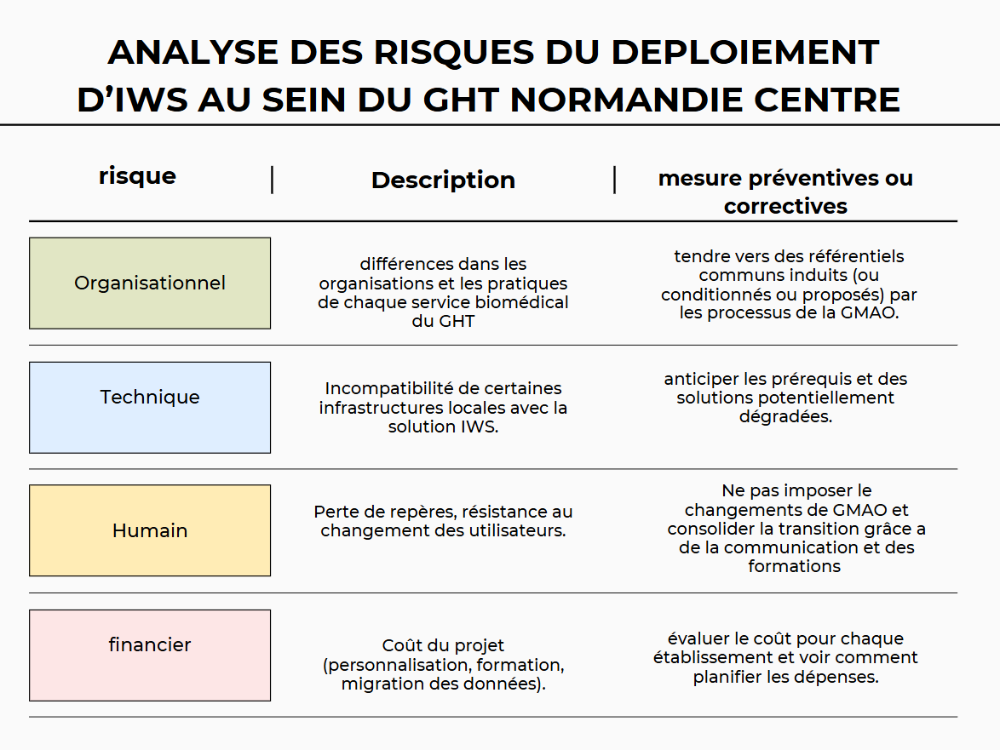 ANALYSE DES RISQUES DU DEPLOIEMENT
D’IWS AU SEIN DU GHT NORMANDIE CENTRE
risque
Description
mesure préventives ou
correctives
Organisationnel
différences dans les
organisations et les pratiques
de chaque service biomédical
du GHT
tendre vers des référentiels
communs induits (ou
conditionnés ou proposés) par
les processus de la GMAO.
Technique
Incompatibilité de certaines
infrastructures locales avec la
solution IWS.
anticiper les prérequis et des
solutions potentiellement
dégradées.
Humain
Perte de repères, résistance au
changement des utilisateurs.
Ne pas imposer le
changements de GMAO et
consolider la transition grâce a
de la communication et des
formations
financier
Coût du projet
(personnalisation, formation,
migration des données).
évaluer le coût pour chaque
établissement et voir comment
planifier les dépenses.